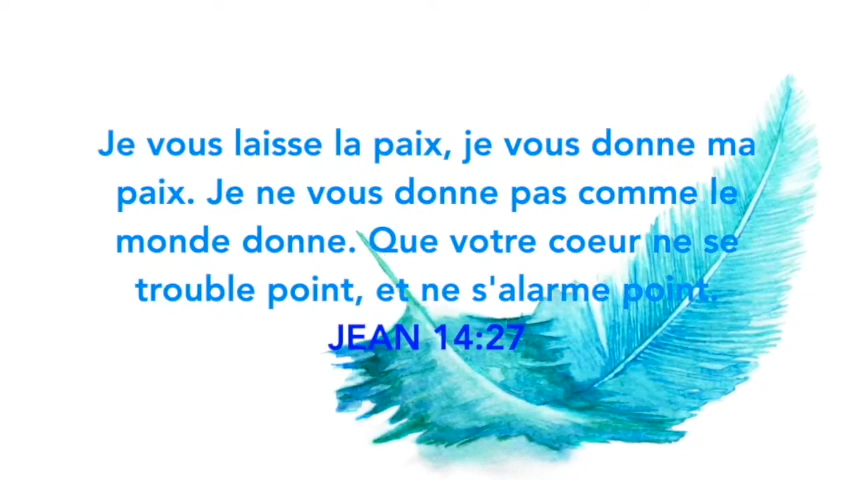 Je vous laisse la paix, je vous donne ma
paix. Je ne vous donne pas comme le
monde donne. Que votre coeur ne se
trouble point, et ne s'alarme point.
JEAN 14:27